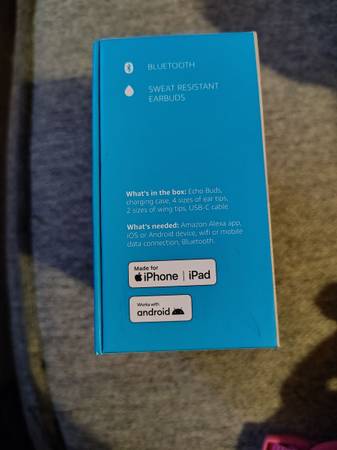 BLUETOOTH
SWEAT RESISTANT
EARBUDS
What's in the box: Echo Buds,
charging case, 4 sizes of ear tips,
2 sizes of wing tips, USB-C cable
What's needed: Amazon Alexa app,
iOS or Android device, wifi or mobile
data connection, Bluetooth.
Made for
iPhone | iPad
Works with
android